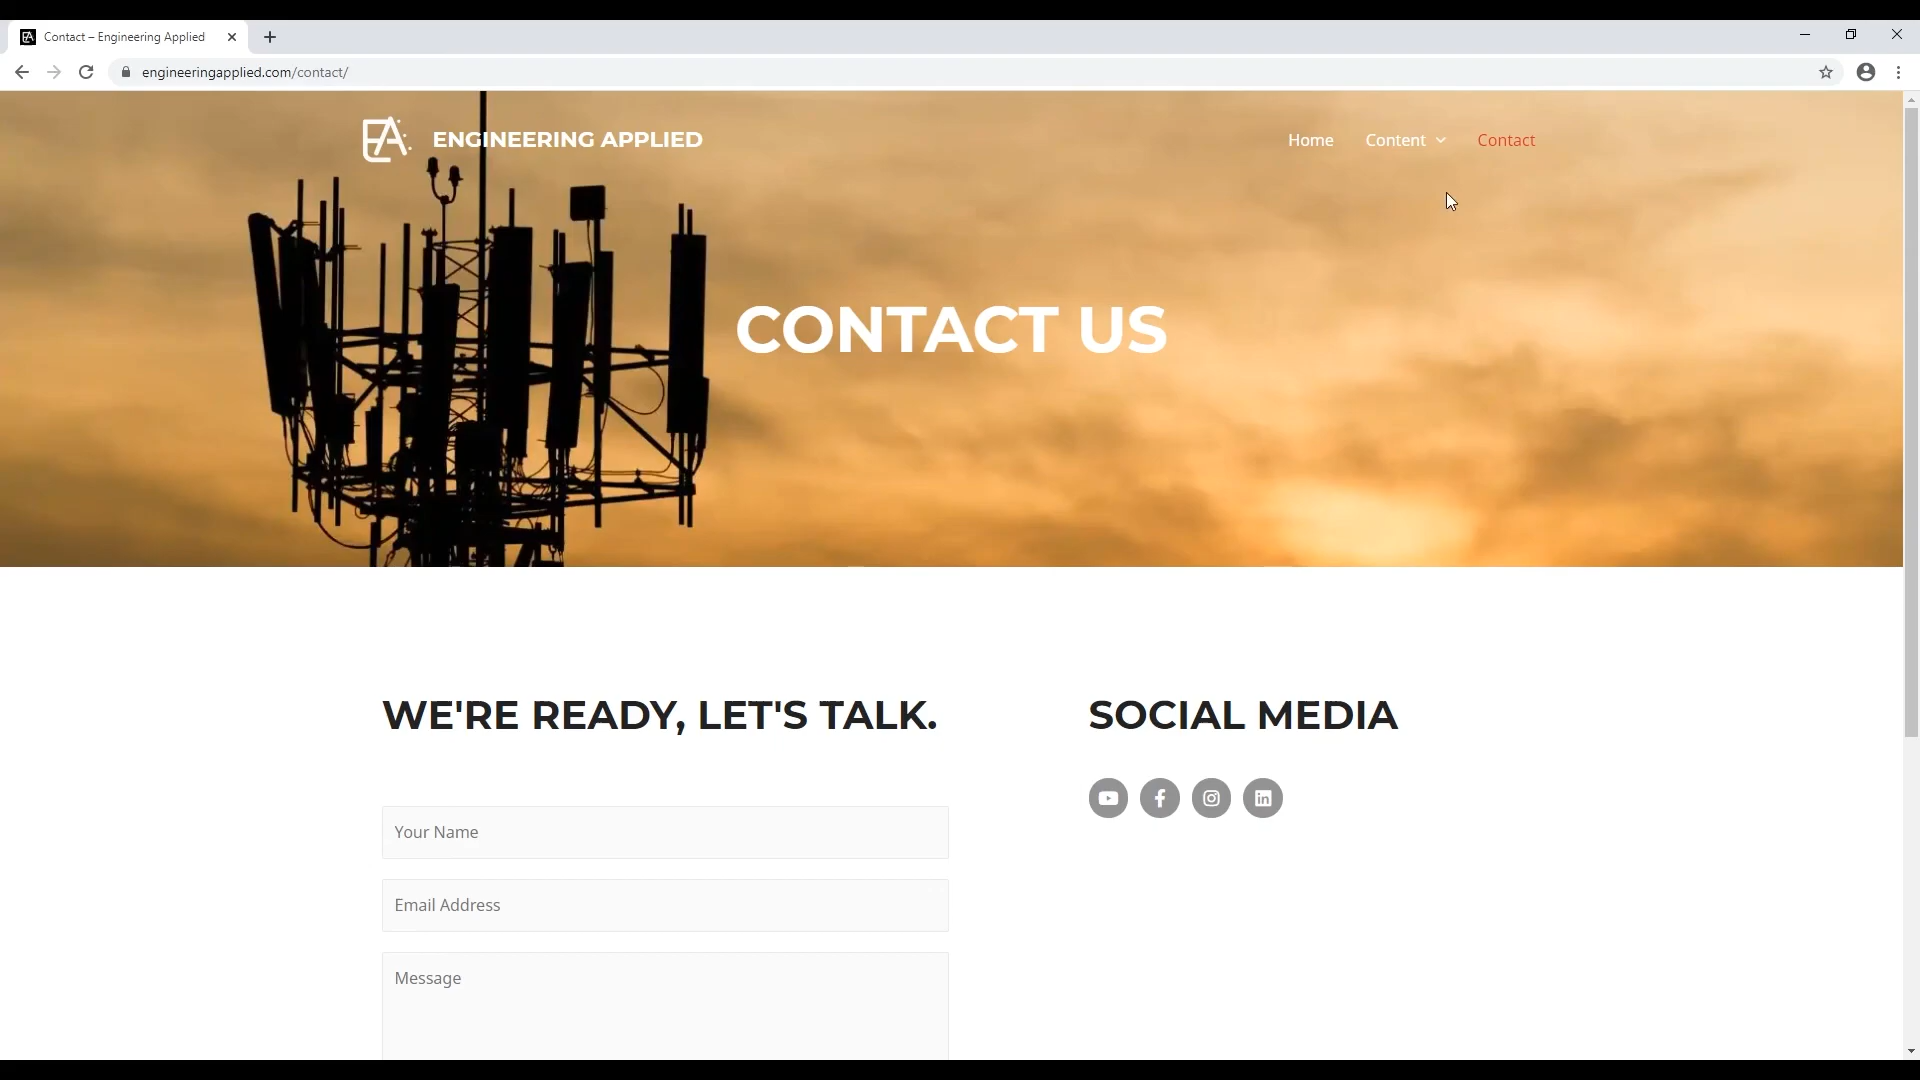 Contact – Engineering Applied
engineeringapplied.com/contact/
EA
ENGINEERING APPLIED
Home
Content
Contact
CONTACT US
WE'RE READY, LET'S TALK.
SOCIAL MEDIA
Your Name
Email Address
Message